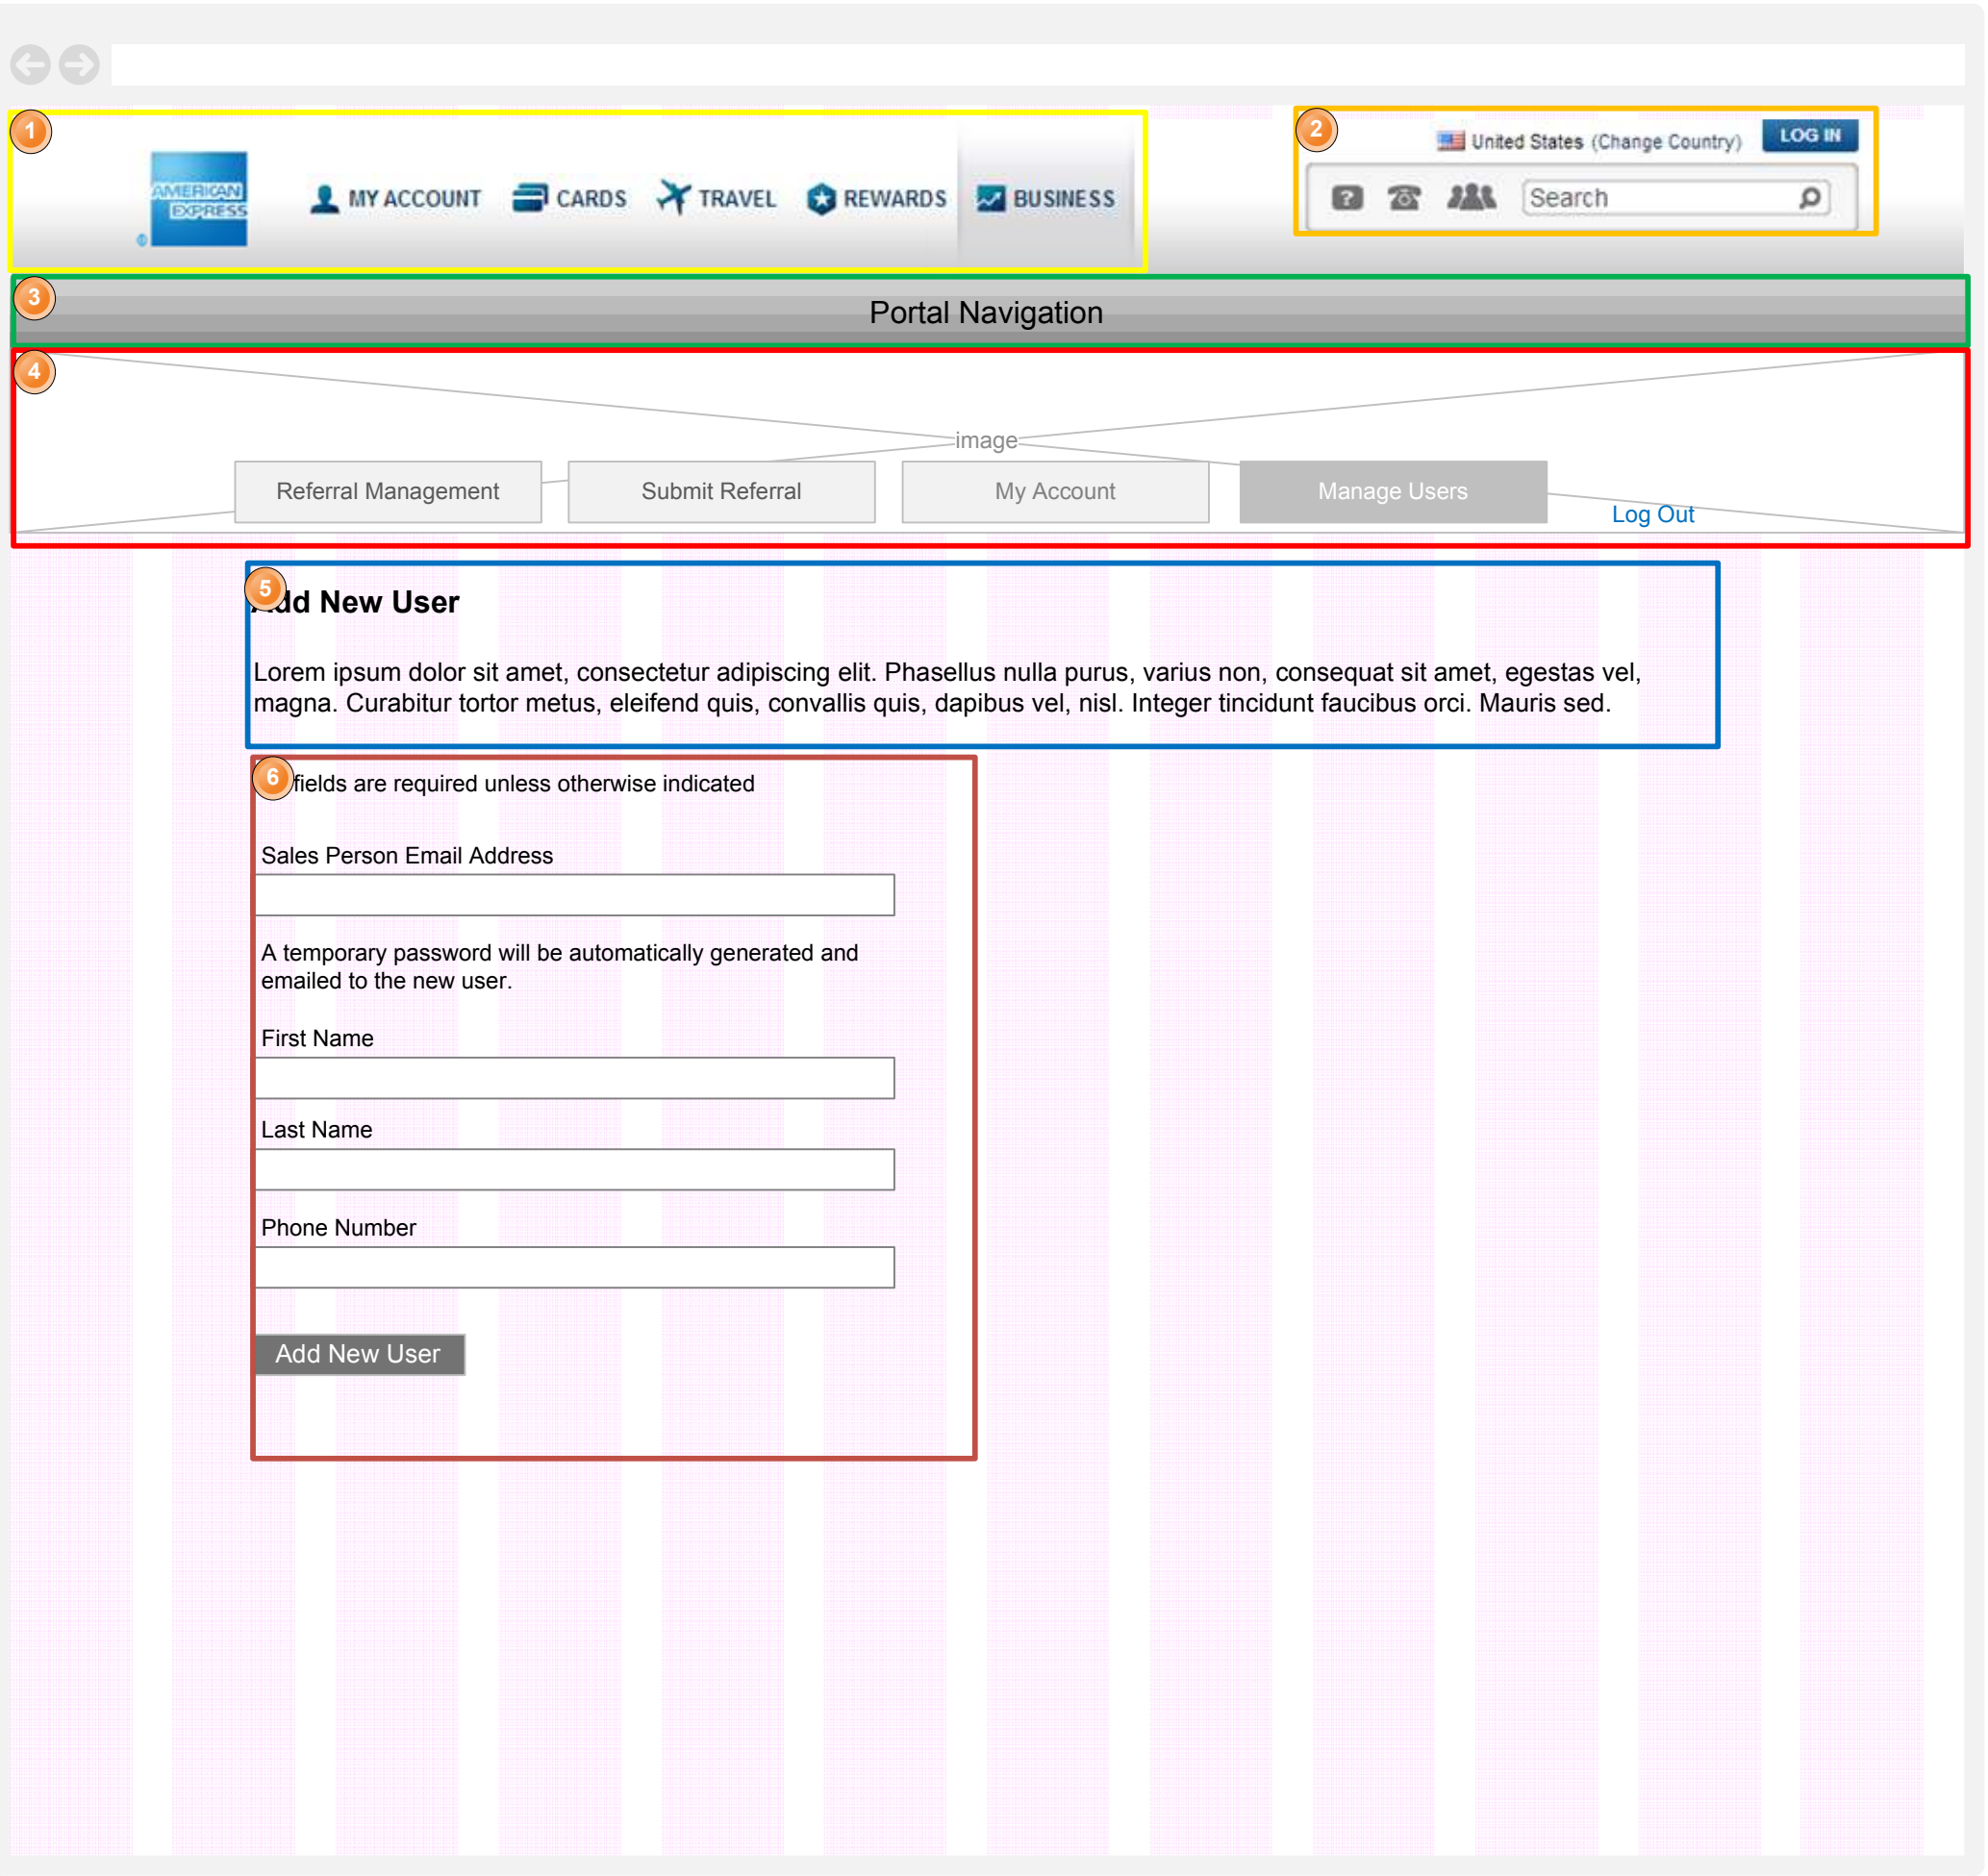 1
2
United States (Change Country) LOG IN
AMERICAN
EXPRESS
®
MY ACCOUNT CARDS TRAVEL REWARDS BUSINESS
? Search
3
Portal Navigation
4
image
Referral Management Submit Referral My Account Manage Users
Log Out
5
Add New User
Lorem ipsum dolor sit amet, consectetur adipiscing elit. Phasellus nulla purus, varius non, consequat sit amet, egestas vel,
magna. Curabitur tortor metus, eleifend quis, convallis quis, dapibus vel, nisl. Integer tincidunt faucibus orci. Mauris sed.
6
fields are required unless otherwise indicated
Sales Person Email Address
A temporary password will be automatically generated and
emailed to the new user.
First Name
Last Name
Phone Number
Add New User